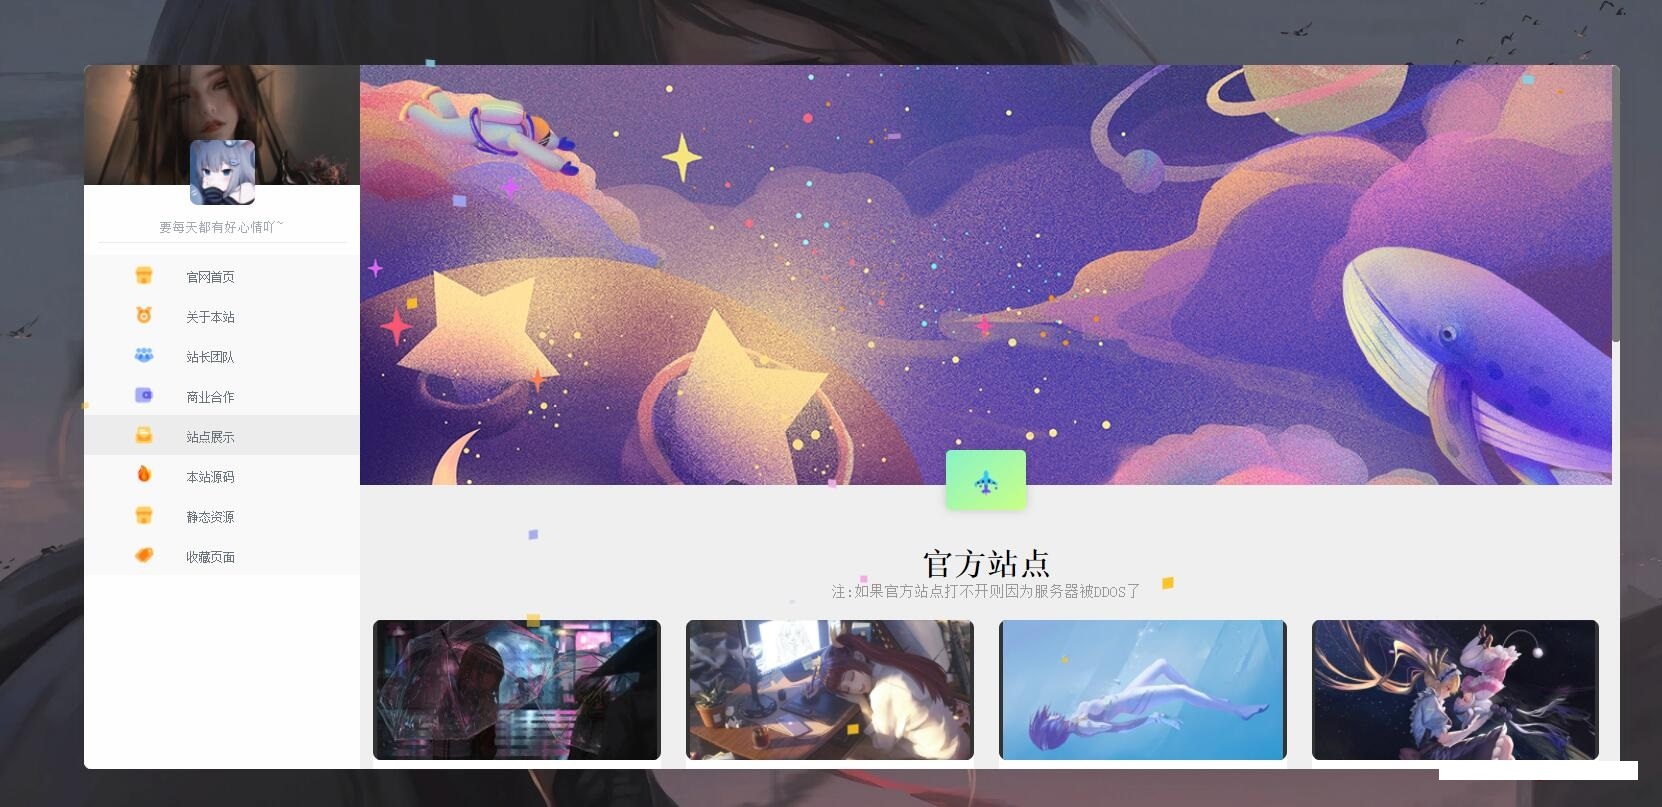 要每天都有好心情吖~
官网首页
关于本站
站长团队
商业合作
站点展示
本站源码
静态资源
收藏页面
官方站点
注:如果官方站点打不开则因为服务器被DDOS了